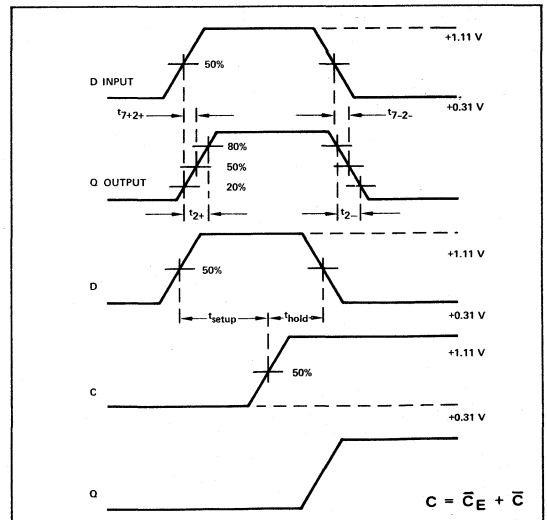 +1.11 V
50%
D INPUT
+0.31 V
t7+2+
t7-2-
80%
50%
Q OUTPUT
20%
t2+
t2-
+1.11 V
50%
D
tsetup
thold
+0.31 V
+1.11 V
50%
C
+0.31 V
Q
C = C̅E + C̅